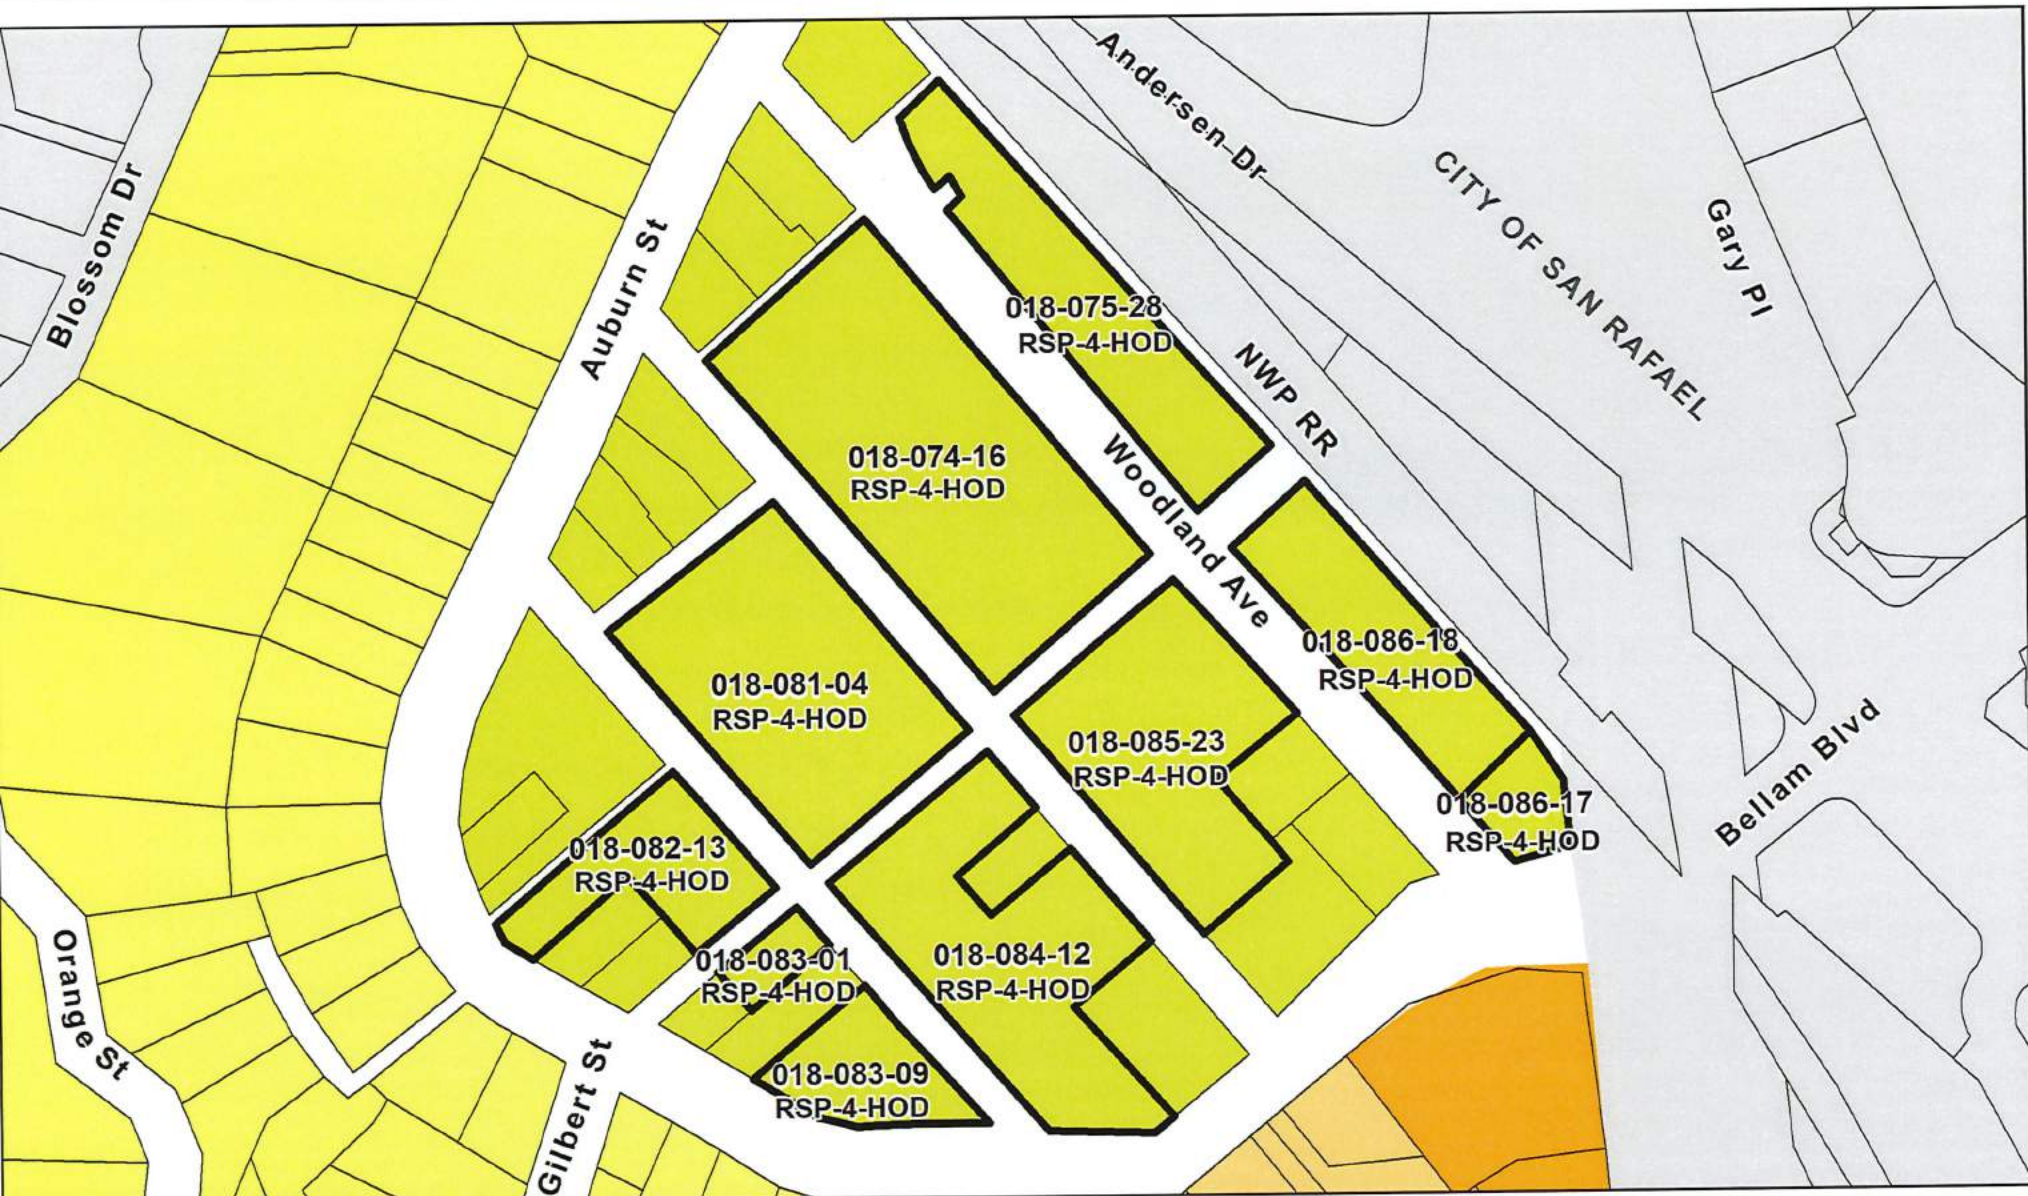 Andersen Dr
CITY OF SAN RAFAEL
Blossom Dr
Gary Pl
Auburn St
018-075-28
RSP-4-HOD
NWP RR
018-074-16
RSP-4-HOD
Woodland Ave
018-086-18
RSP-4-HOD
018-081-04
RSP-4-HOD
018-085-23
RSP-4-HOD
Bellam Blvd
018-086-17
RSP-4-HOD
018-082-13
RSP-4-HOD
018-083-01
RSP-4-HOD
018-084-12
RSP-4-HOD
Orange St
018-083-09
RSP-4-HOD
Gilbert St